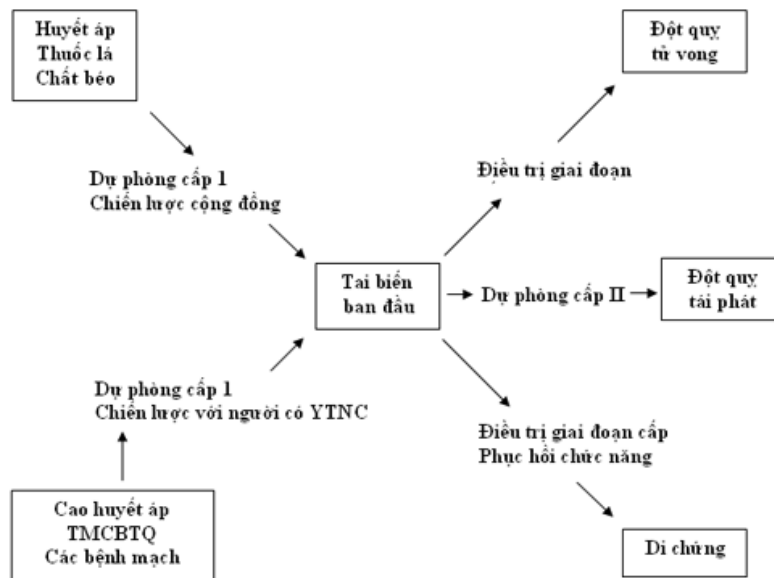 Huyết áp
Thuốc lá
Chất béo
Đột quỵ
tử vong
Dự phòng cấp 1
Chiến lược cộng đồng
Điều trị giai đoạn
Tai biến
ban đầu
Dự phòng cấp II
Đột quỵ
tái phát
Dự phòng cấp 1
Chiến lược với người có YTNC
Điều trị giai đoạn cấp
Phục hồi chức năng
Cao huyết áp
TMCBTQ
Các bệnh mạch
Di chứng